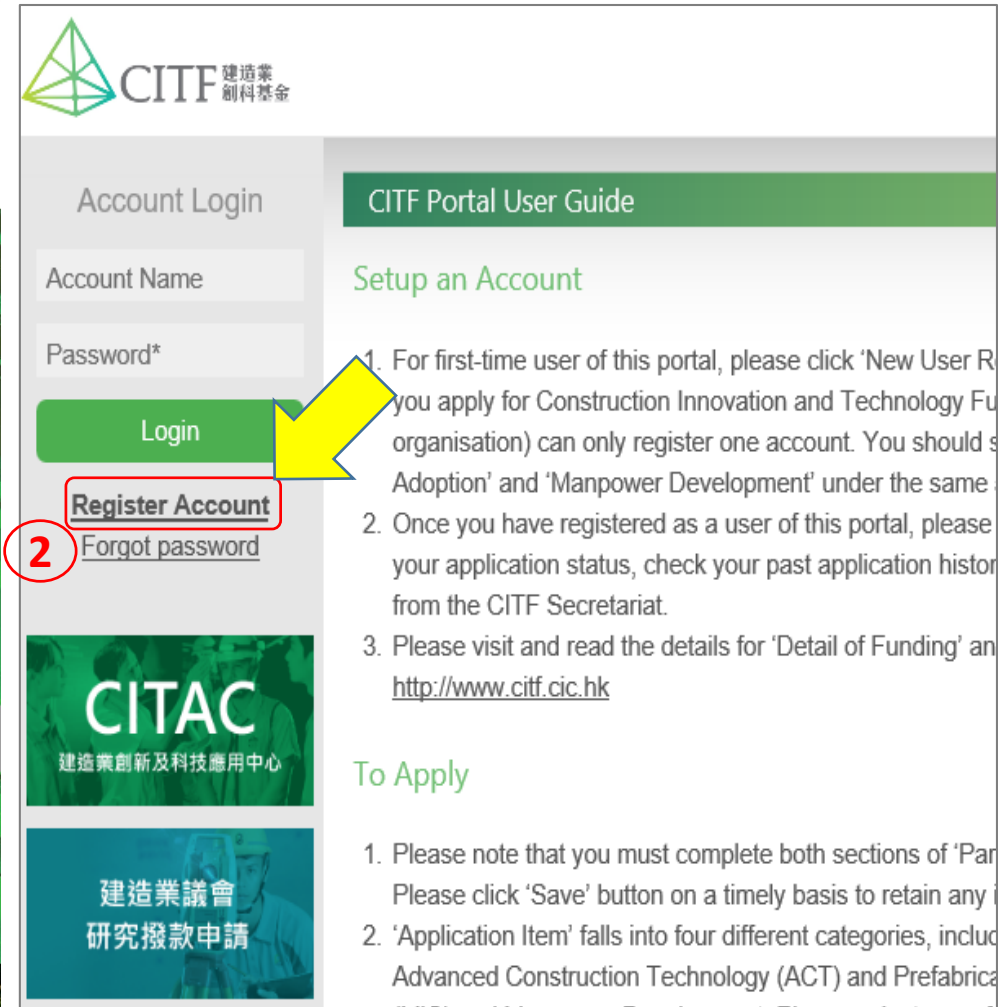 CITF 建造業
創科基金
Account Login
Account Name
Password*
Login
Register Account
2
Forgot password
CITAC
建造業創新及科技應用中心
建造業議會
研究撥款申請
CITF Portal User Guide
Setup an Account
1. For first-time user of this portal, please click ‘New User
you apply for Construction Innovation and Technology
organisation) can only register one account. You should
Adoption’ and ‘Manpower Development’ under the same
2. Once you have registered as a user of this portal, please
your application status, check your past application
from the CITF Secretariat.
3. Please visit and read the details for ‘Detail of Funding’
http://www.citf.cic.hk
To Apply
1. Please note that you must complete both sections of
Please click ‘Save’ button on a timely basis to retain any
2. ‘Application Item’ falls into four different categories,
Advanced Construction Technology (ACT) and